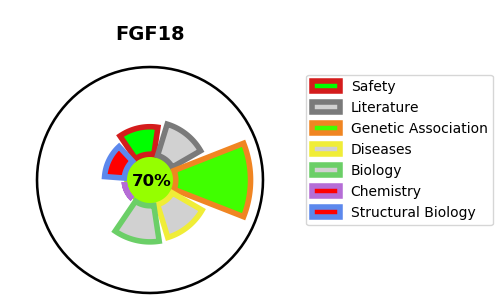 FGF18
70%
Safety
Literature
Genetic Association
Diseases
Biology
Chemistry
Structural Biology